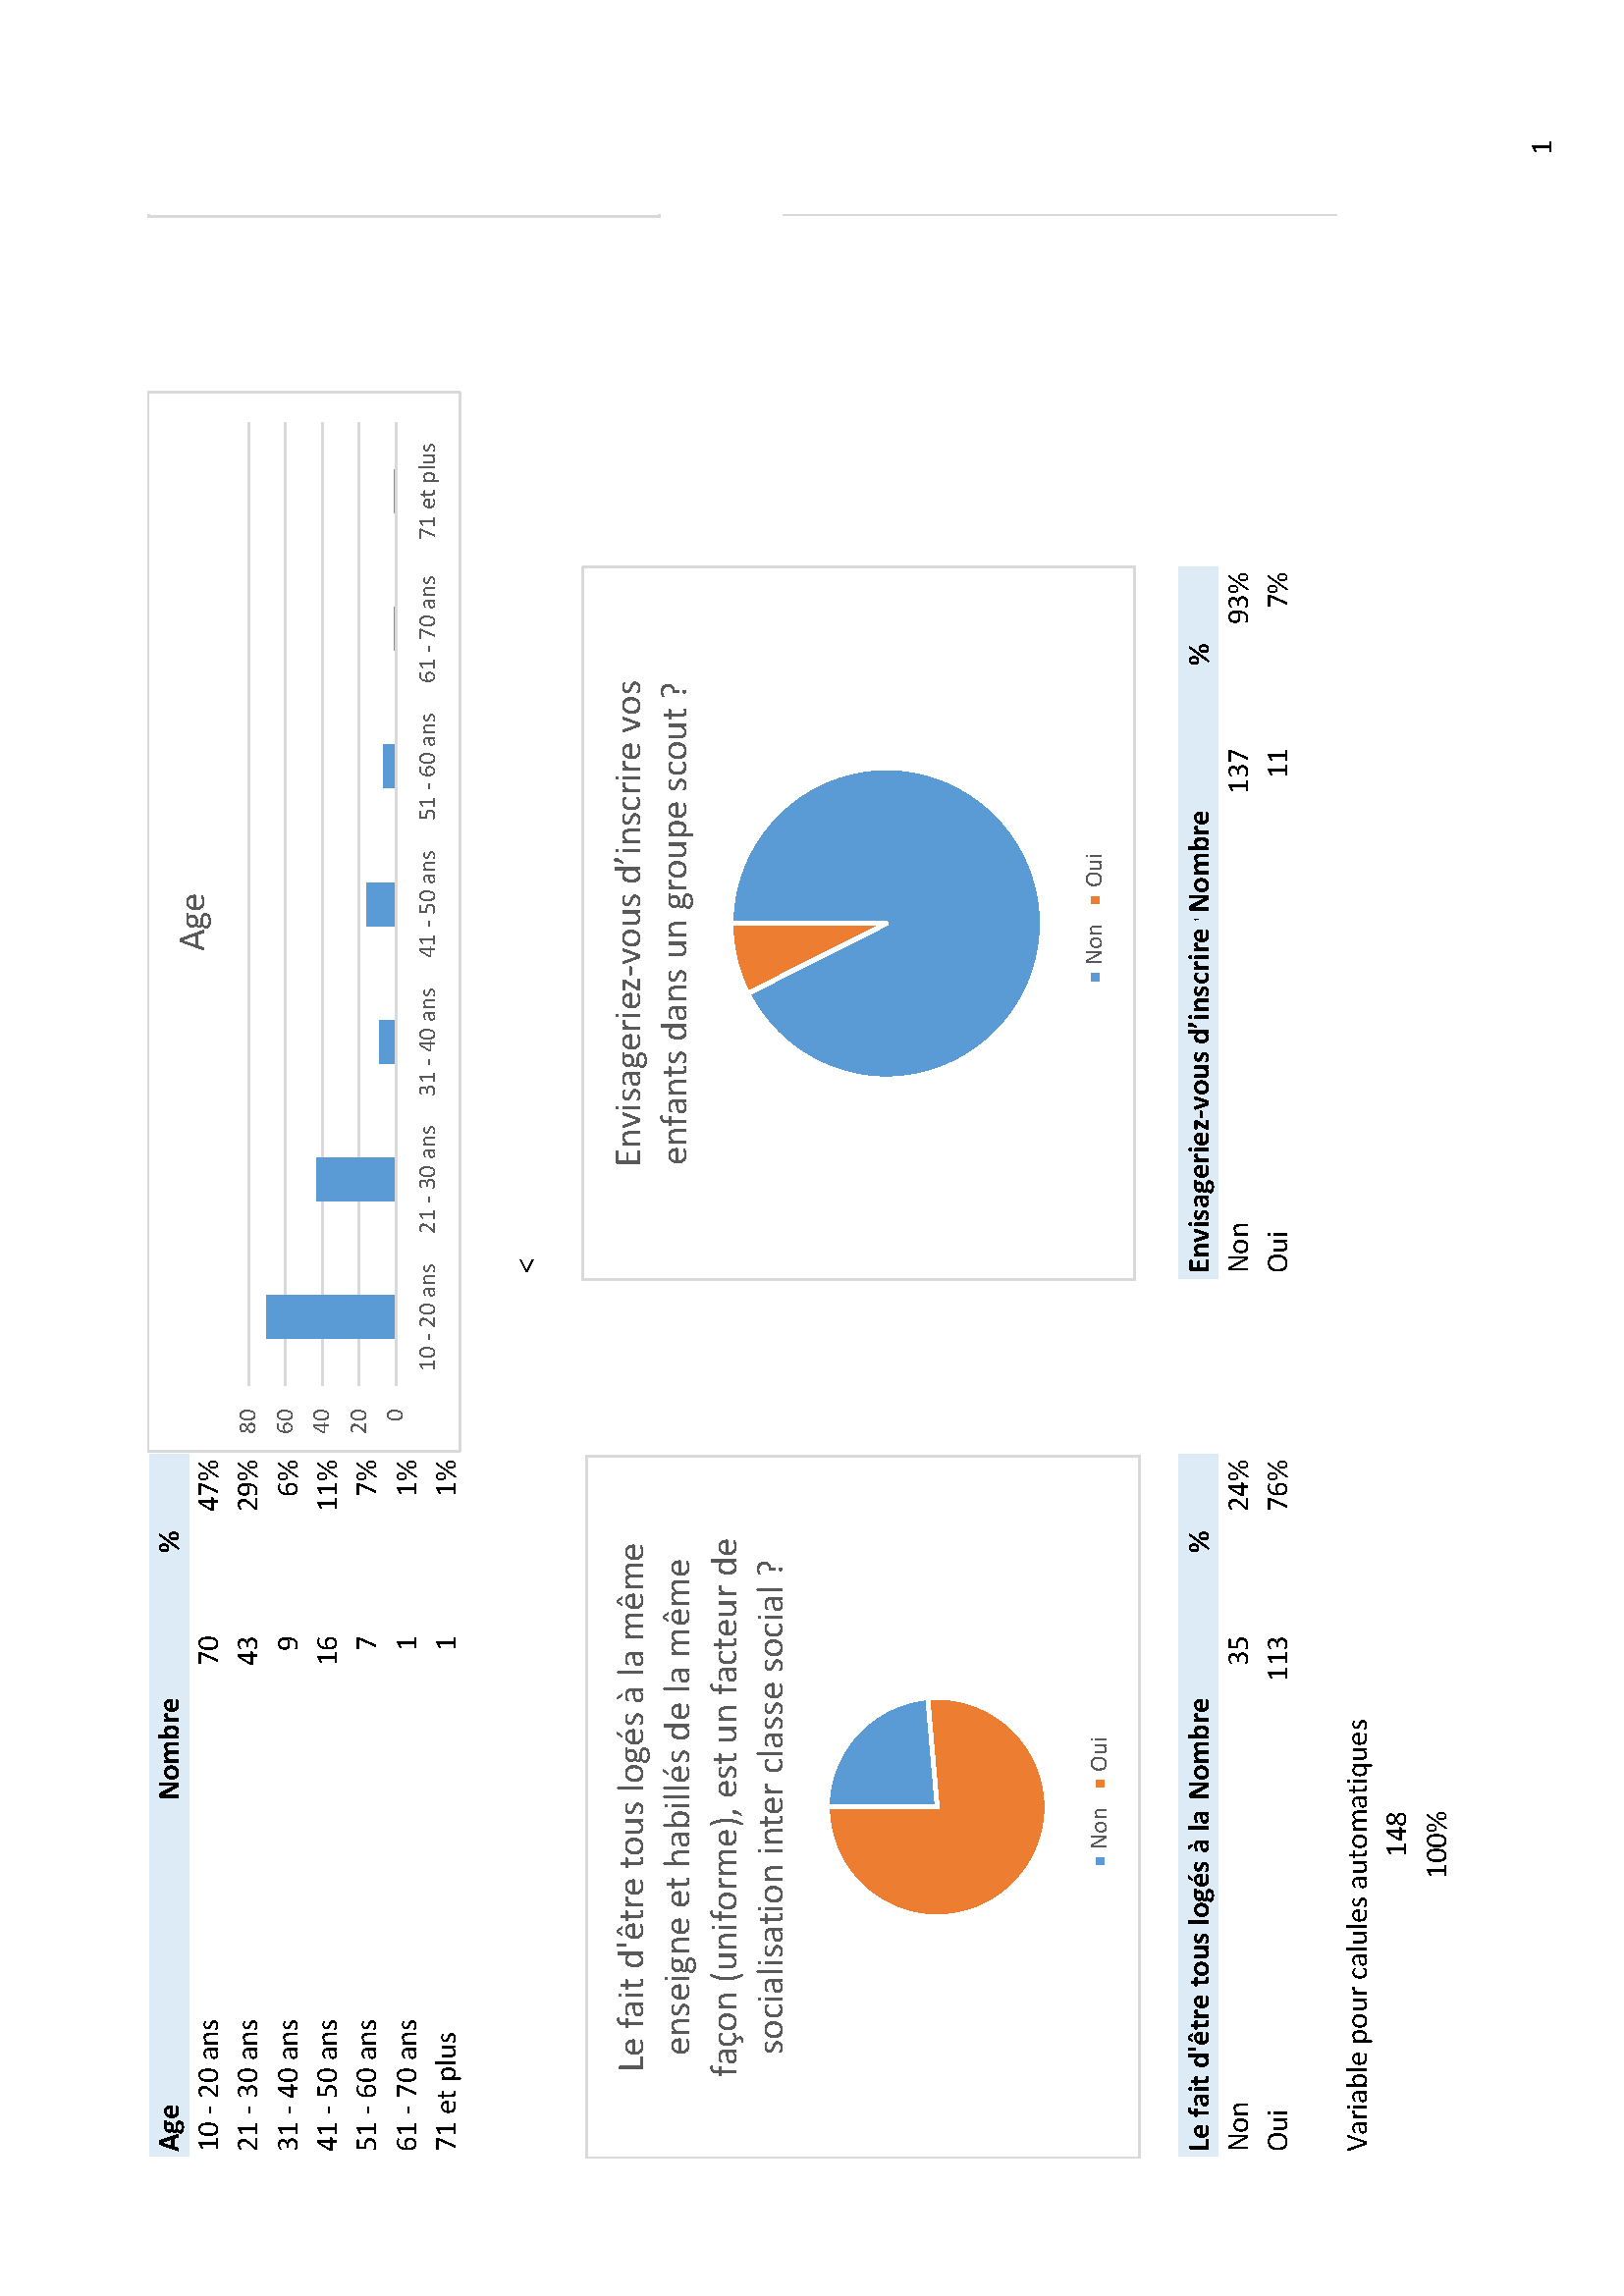 Age Nombre %
10 - 20 ans 70 47%
21 - 30 ans 43 29%
31 - 40 ans 9 6%
41 - 50 ans 16 11%
51 - 60 ans 7 7%
61 - 70 ans 1 1%
71 et plus 1 1%
Age
80
60
40
20
0
10 - 20 ans 21 - 30 ans 31 - 40 ans 41 - 50 ans 51 - 60 ans 61 - 70 ans 71 et plus
<
Le fait d'être tous logés à la même
enseigne et habillés de la même
façon (uniforme), est un facteur de
socialisation inter classe social ?
Non Oui
Envisageriez-vous d’inscrire vos
enfants dans un groupe scout ?
Non Oui
Le fait d'être tous logés à la Nombre %
Non 35 24%
Oui 113 76%
Envisageriez-vous d’inscrire Nombre %
Non 137 93%
Oui 11 7%
Variable pour calules automatiques
148
100%
1